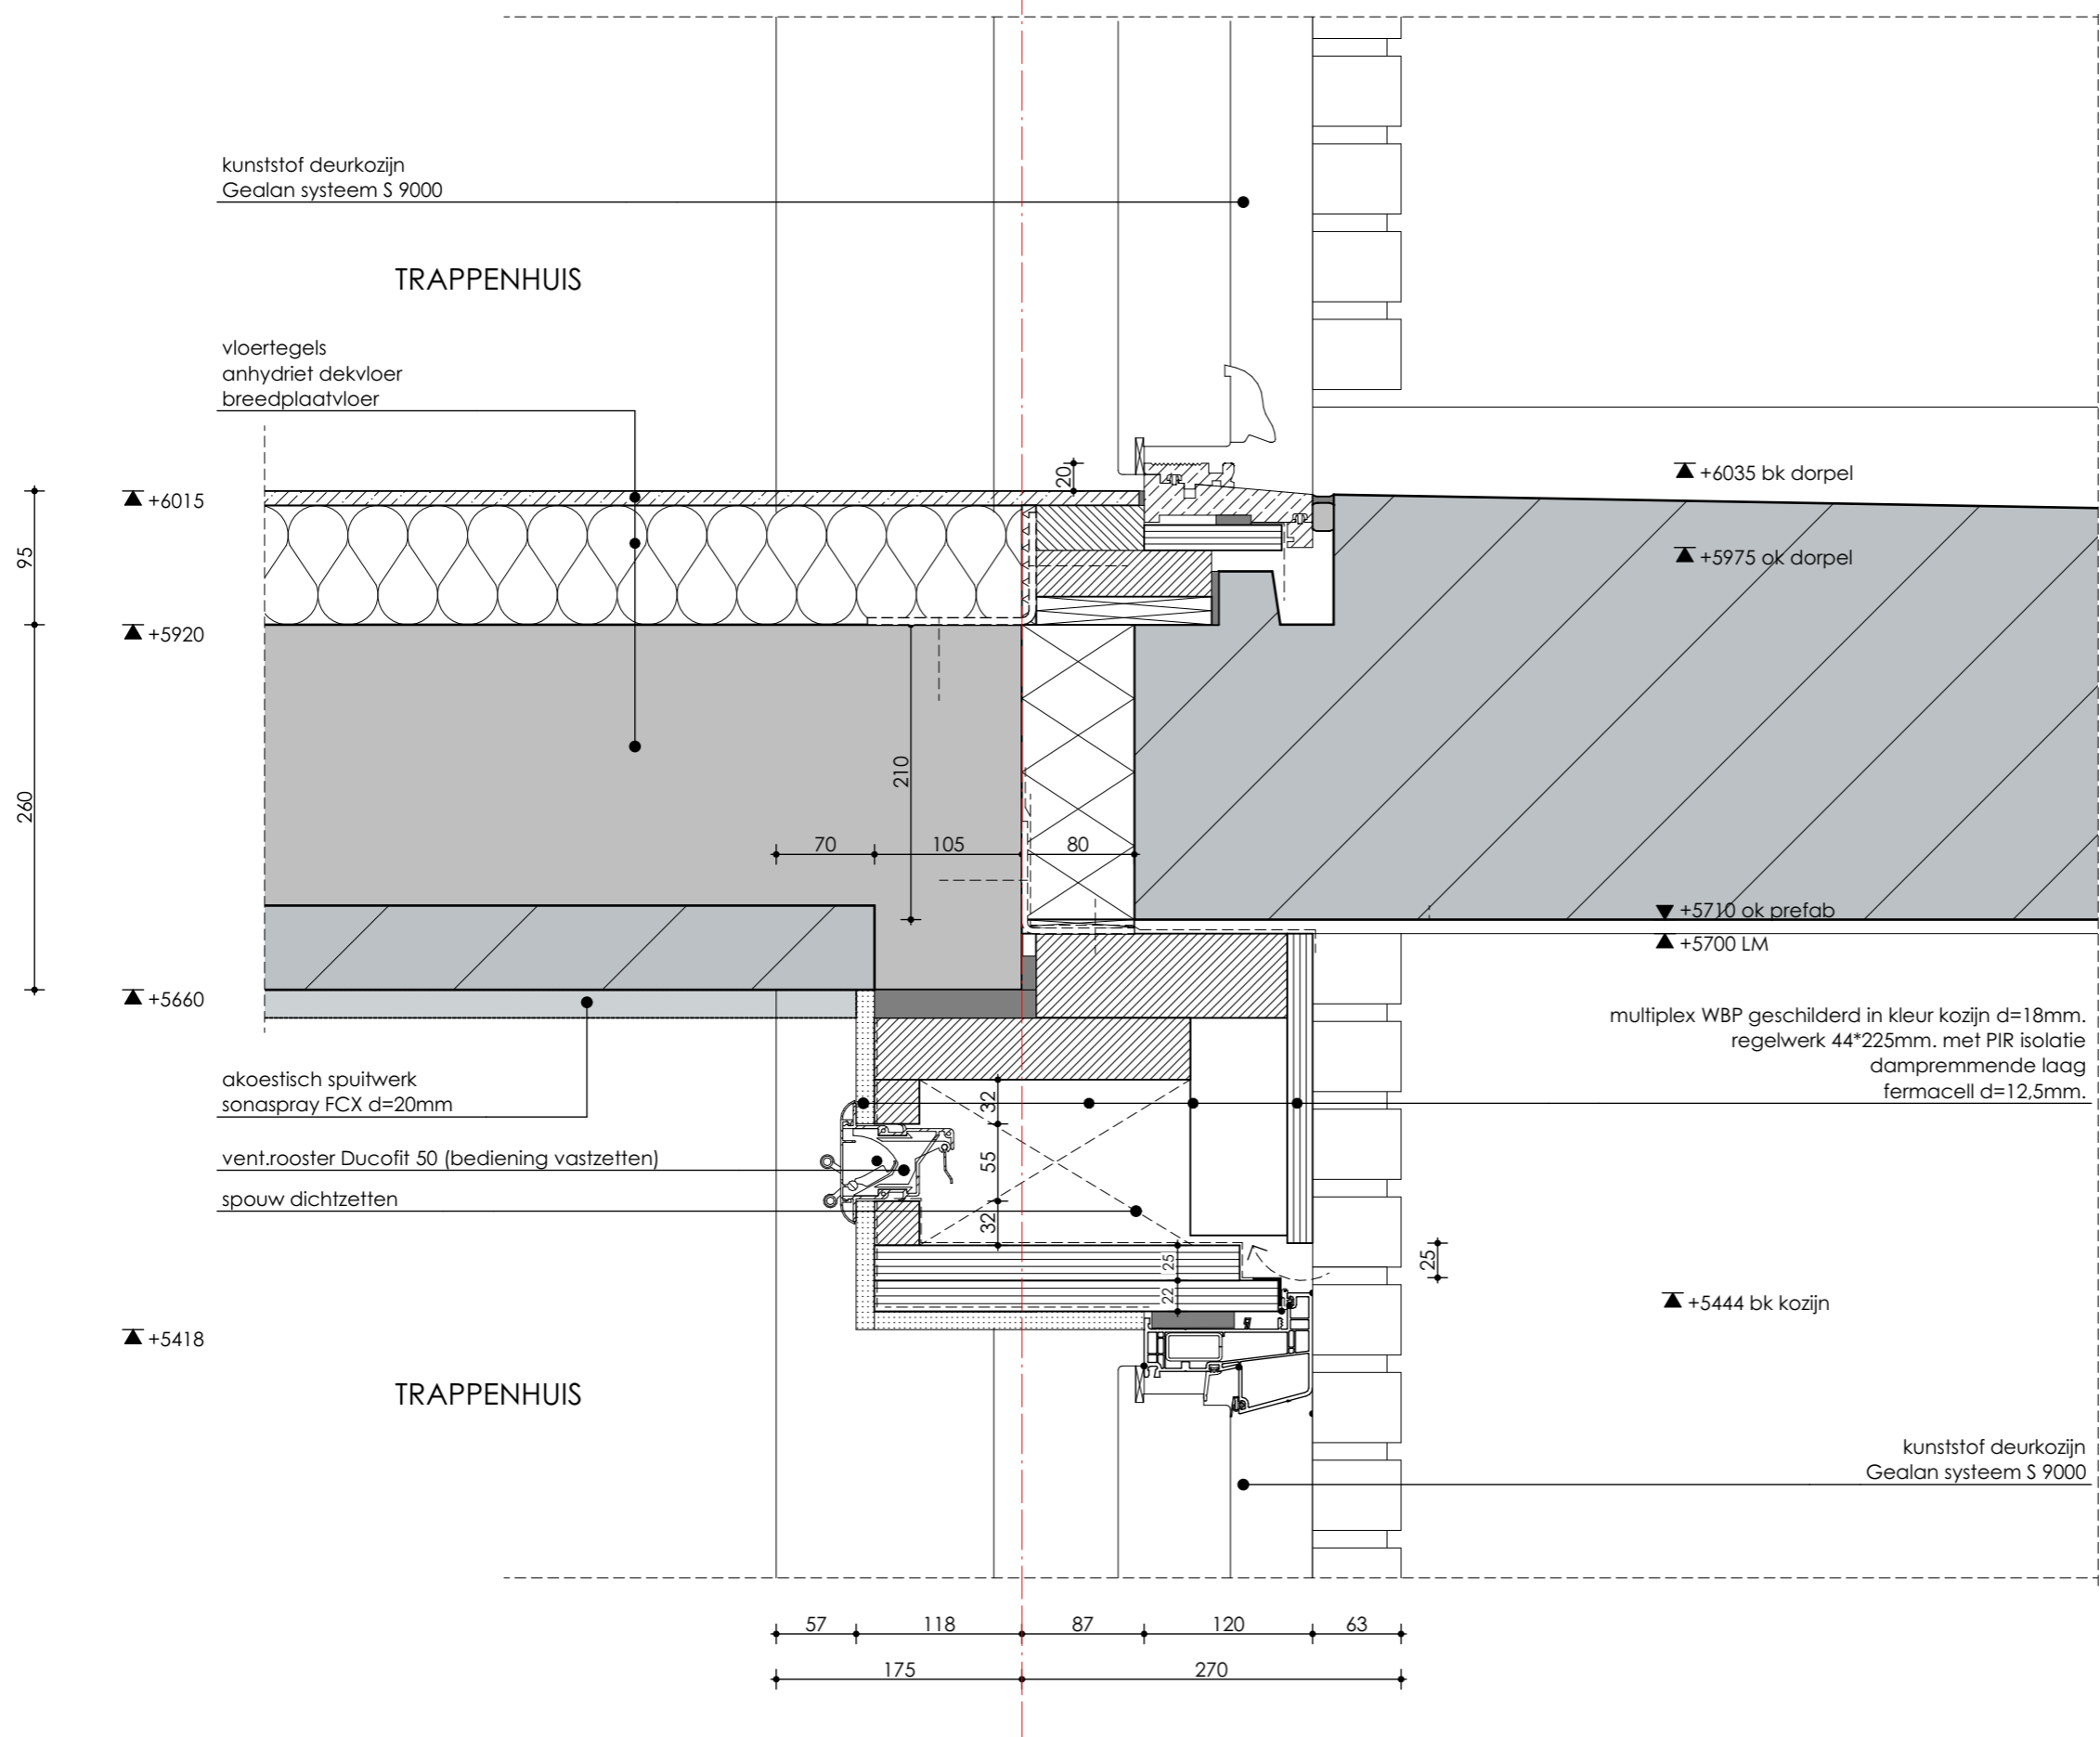 kunststof deurkozijn
Gealan systeem S 9000
TRAPPENHUIS
vloertegels
anhydriet dekvloer
breedplaatvloer
20
+6035 bk dorpel
+6015
95
+5975 ok dorpel
+5920
260
210
70
105
80
+5710 ok prefab
+5700 LM
+5660
multiplex WBP geschilderd in kleur kozijn d=18mm.
regelwerk 44*225mm. met PIR isolatie
dampremmende laag
fermacell d=12,5mm.
akoestisch spuitwerk
sonaspray FCX d=20mm
32
vent.rooster Ducofit 50 (bediening vastzetten)
55
spouw dichtzetten
32
25
25
22
+5444 bk kozijn
+5418
TRAPPENHUIS
kunststof deurkozijn
Gealan systeem S 9000
57
118
87
120
63
175
270